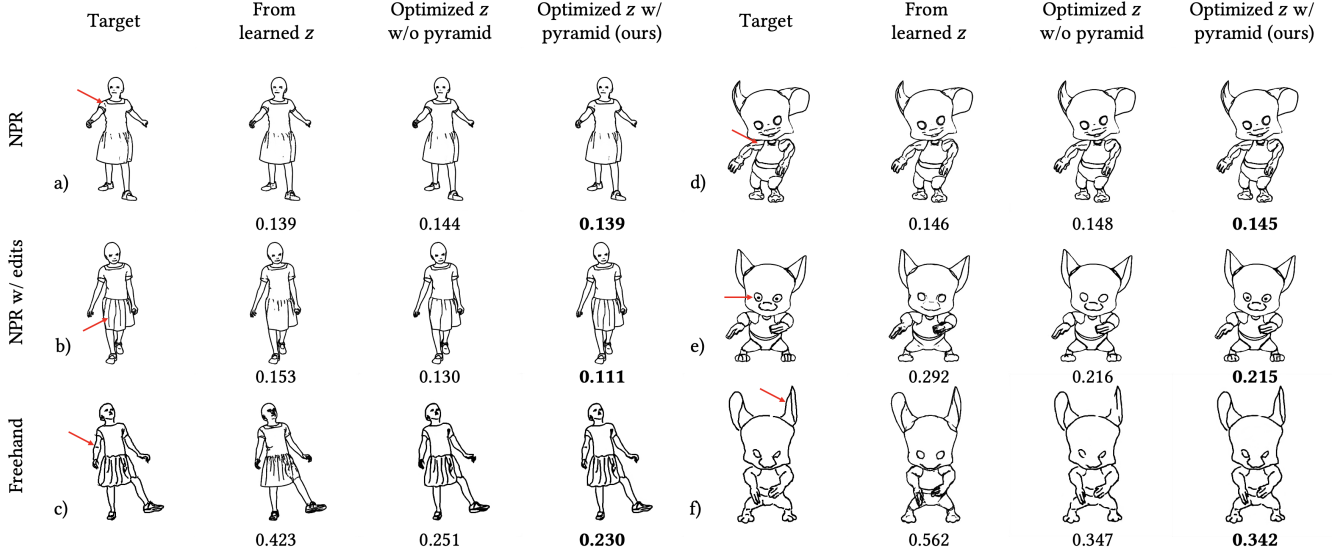 Target
From
learned z
Optimized z
w/o pyramid
Optimized z w/
pyramid (ours)
Target
From
learned z
Optimized z
w/o pyramid
Optimized z w/
pyramid (ours)
NPR
a)
0.139
0.144
0.139
d)
0.146
0.148
0.145
NPR w/ edits
b)
0.153
0.130
0.111
e)
0.292
0.216
0.215
Freehand
c)
0.423
0.251
0.230
f)
0.562
0.347
0.342